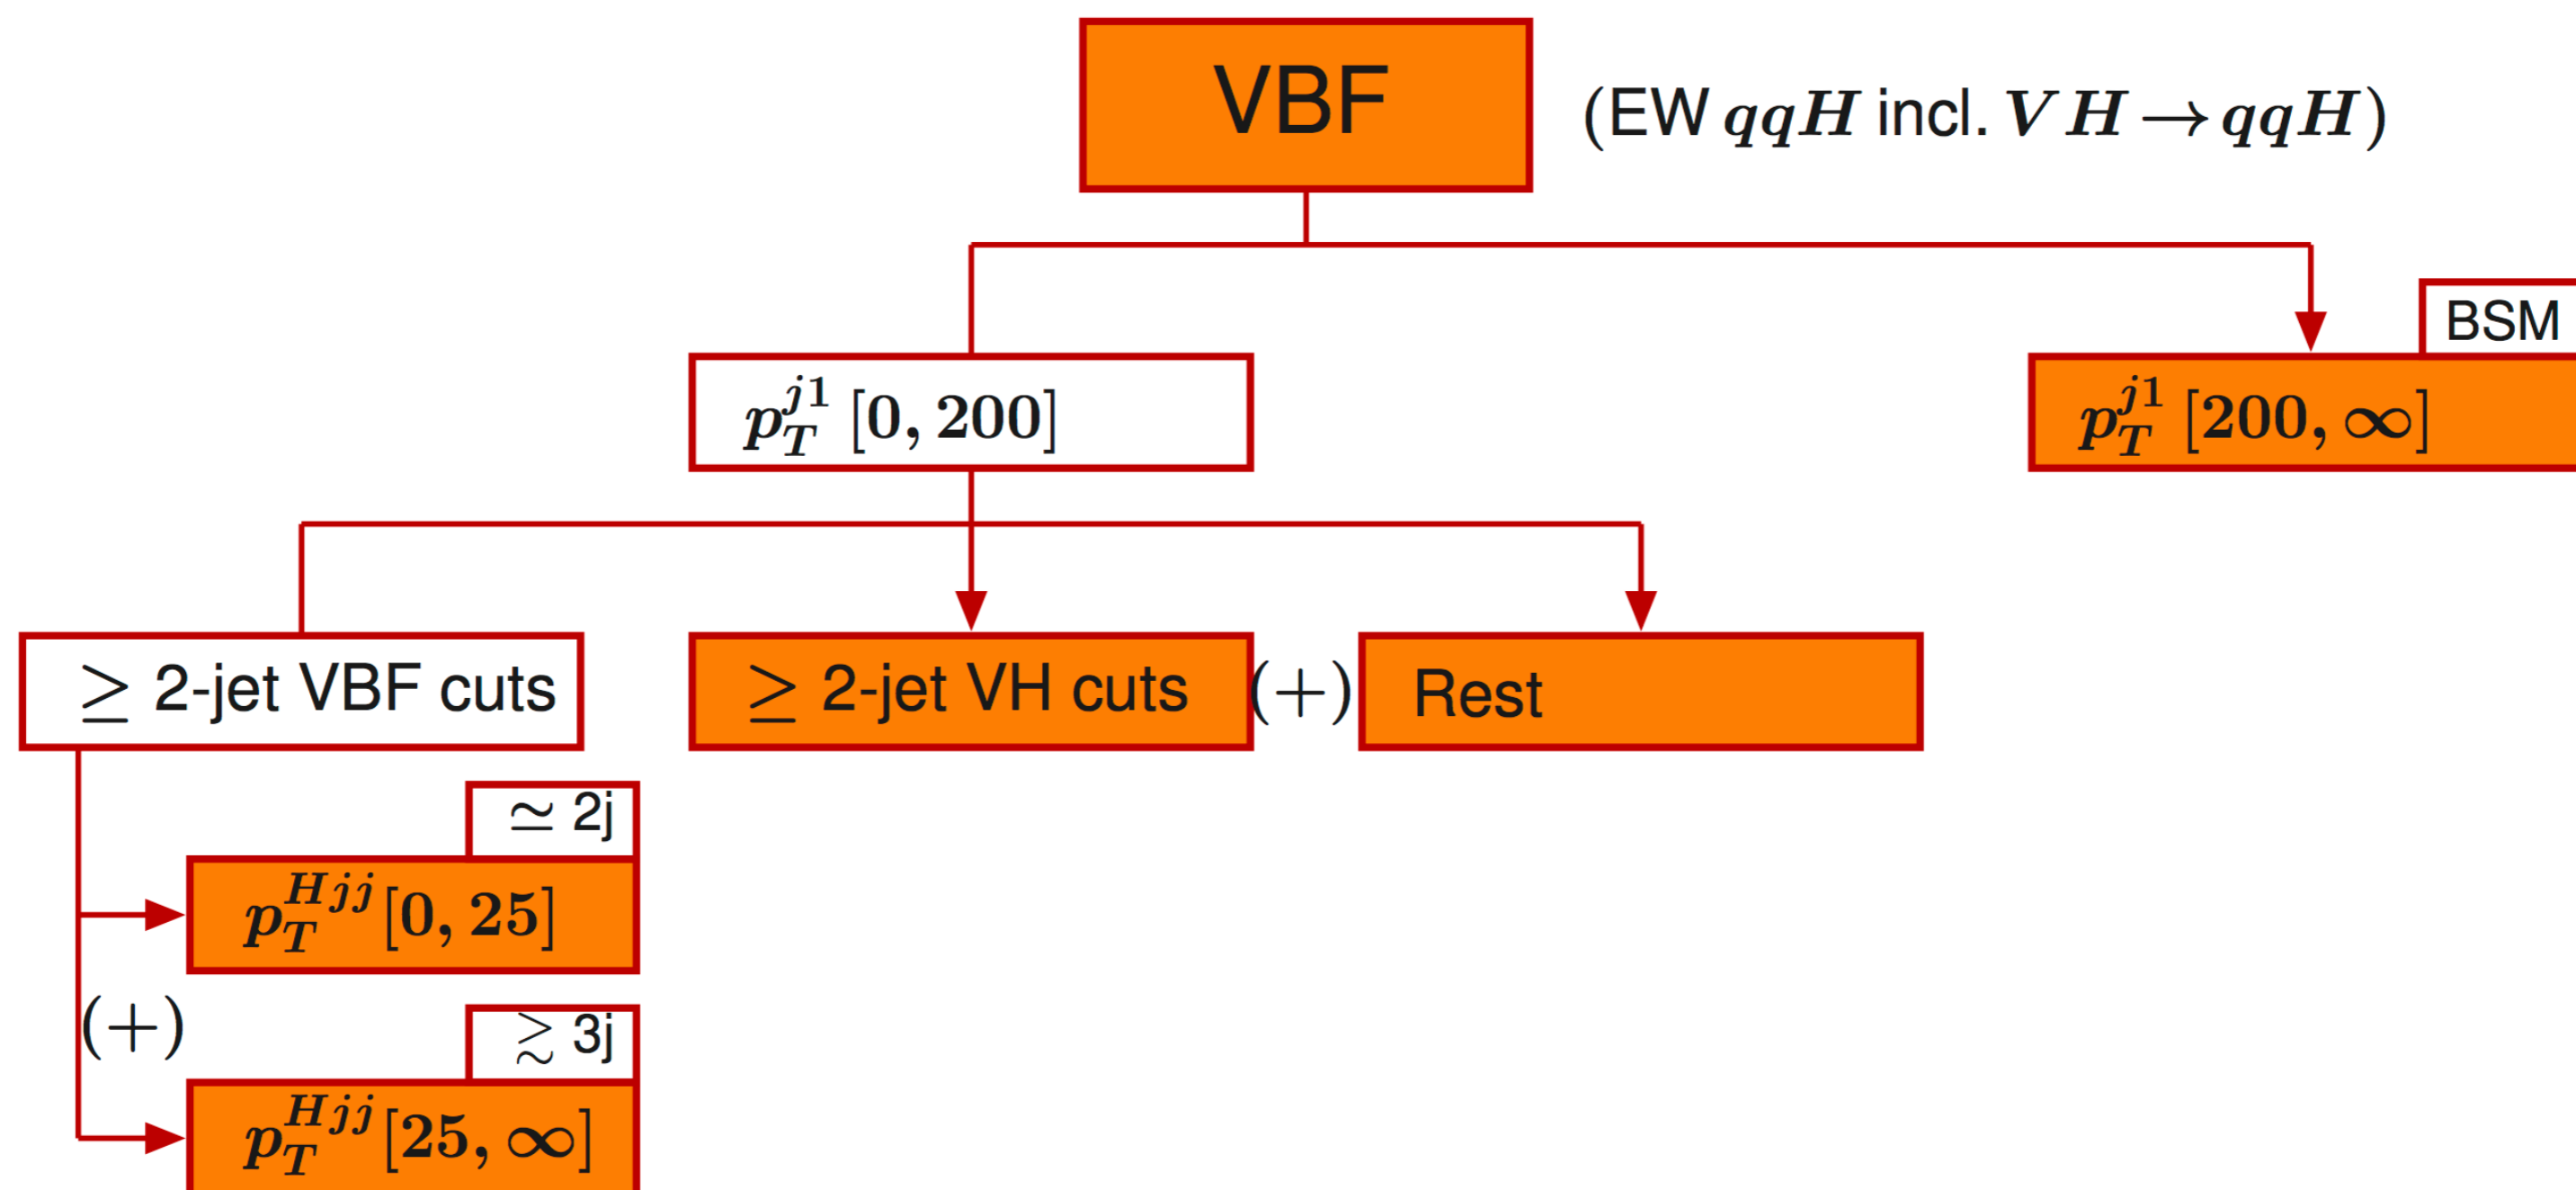 VBF
(EW qqH incl. VH → qqH)
BSM
p_T^{j1} [0, 200]
p_T^{j1} [200, ∞]
≥ 2-jet VBF cuts
≥ 2-jet VH cuts
(+)
Rest
≃ 2j
p_T^{Hjj} [0, 25]
(+)
≳ 3j
p_T^{Hjj} [25, ∞]